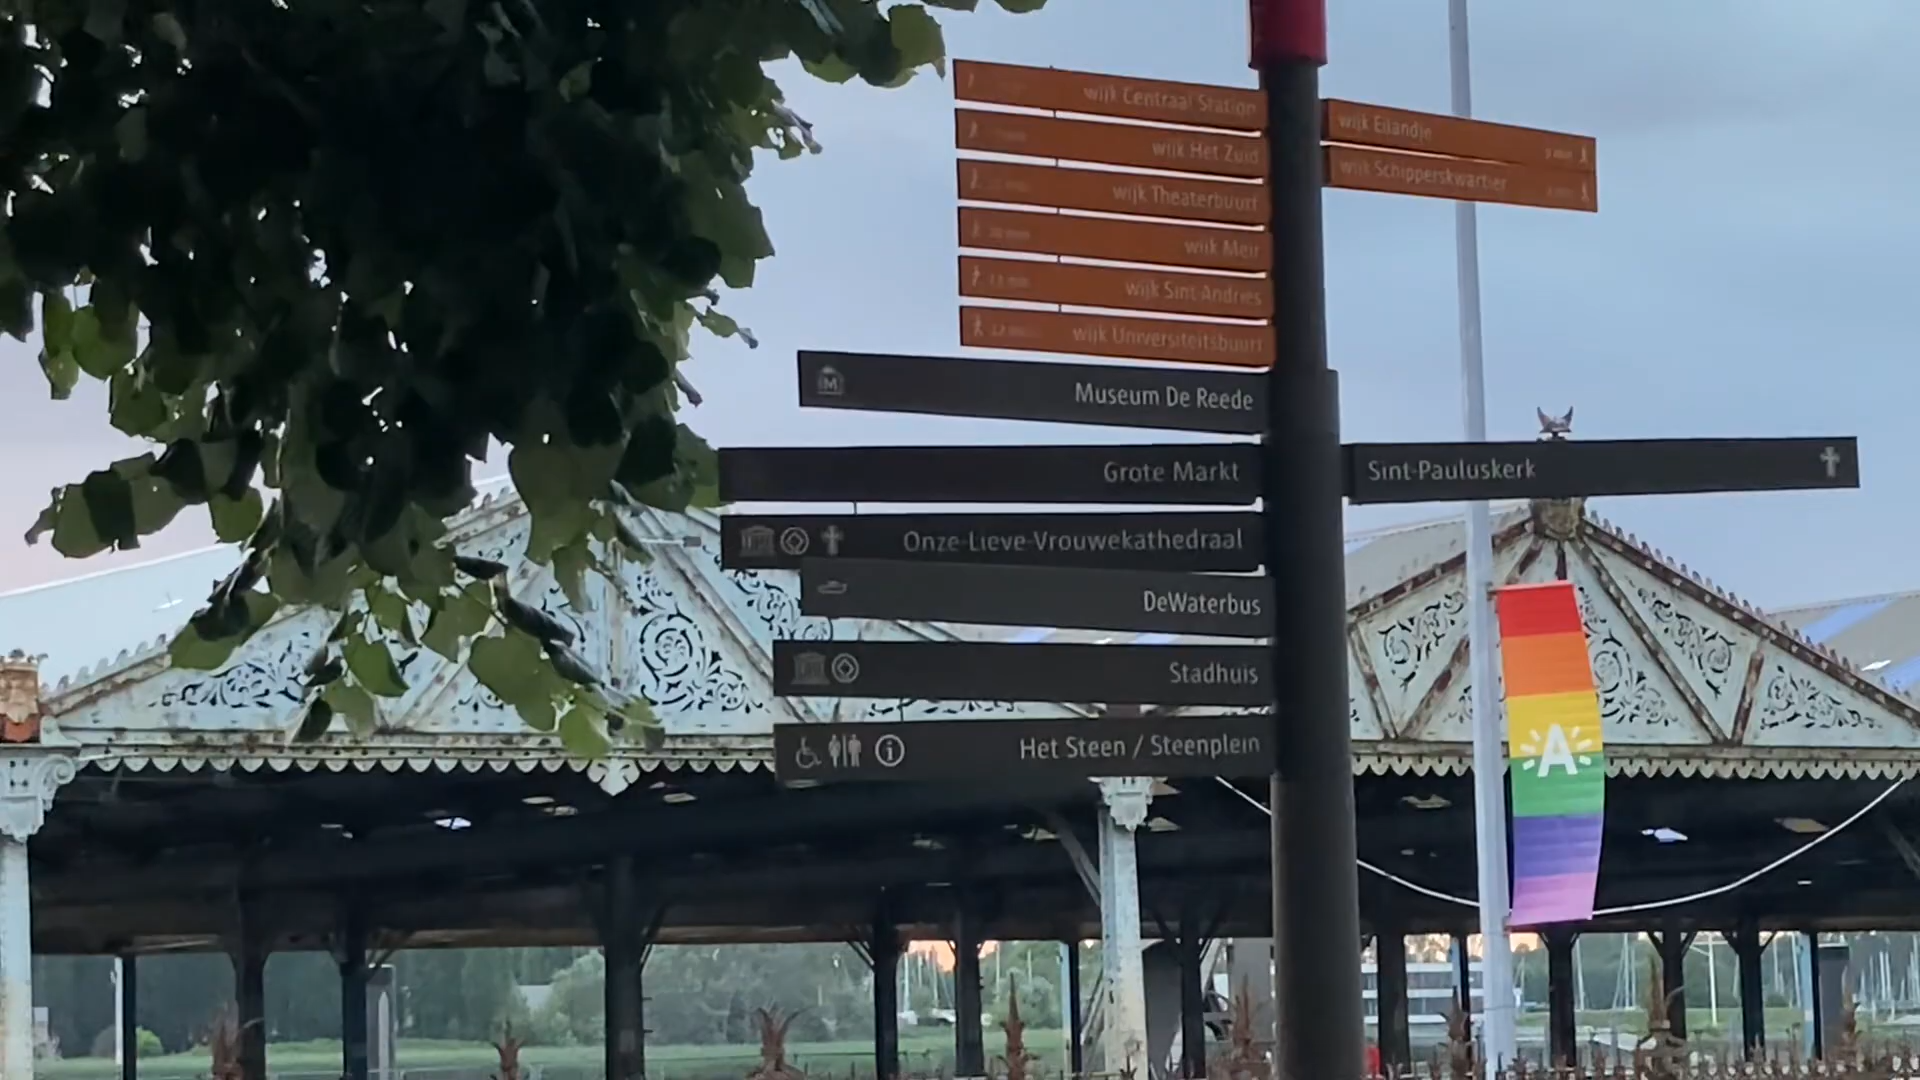 wijk Centraal Station
wijk Het Zuid
wijk Theaterbuurt
wijk Meir
wijk Sint-Andries
wijk Universiteitsbuurt
wijk Eilandje
wijk Schipperskwartier
M
Museum De Reede
Grote Markt
Sint-Pauluskerk
Onze-Lieve-Vrouwekathedraal
DeWaterbus
Stadhuis
i
Het Steen / Steenplein
A